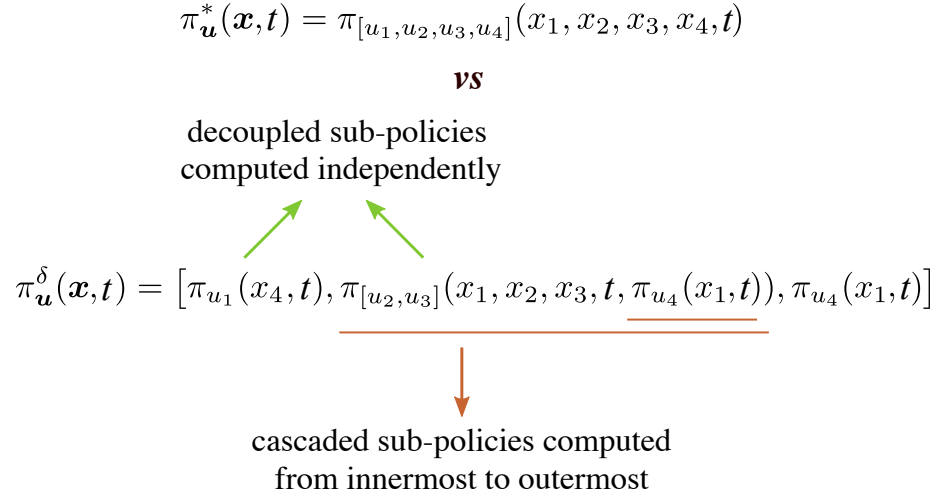 π*_𝒖(𝒙,t) = π_[u₁,u₂,u₃,u₄](x₁, x₂, x₃, x₄, t)
vs
decoupled sub-policies
computed independently
π^δ_𝒖(𝒙,t) = [π_u₁(x₄, t), π_[u₂,u₃](x₁, x₂, x₃, t, π_u₄(x₁,t)), π_u₄(x₁,t)]
cascaded sub-policies computed
from innermost to outermost